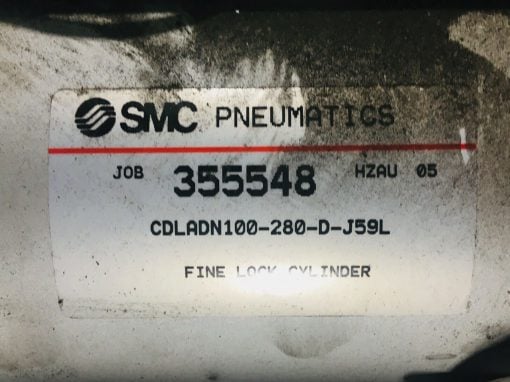 SMC PNEUMATICS
JOB 355548 HZAU 05
CDLADN100-280-D-J59L
FINE LOCK CYLINDER